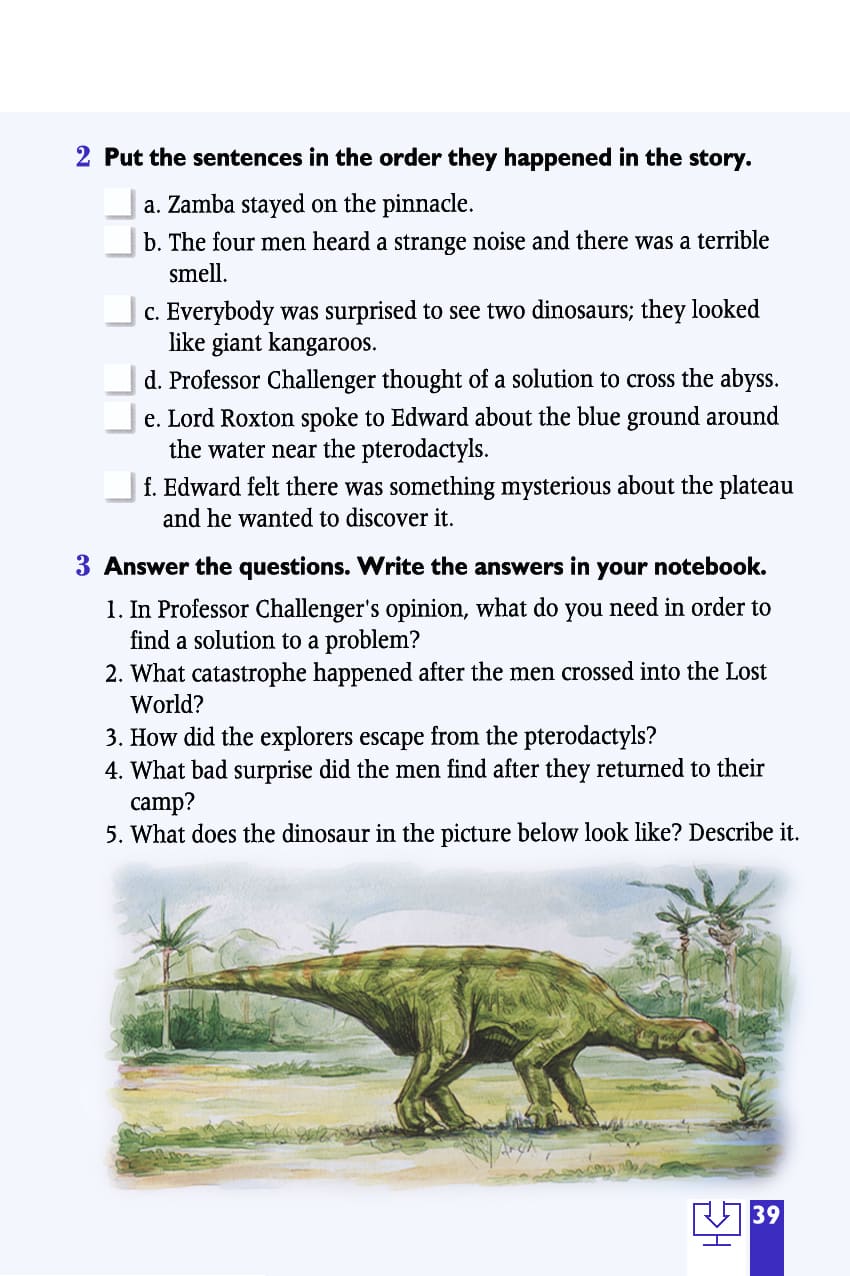 2 Put the sentences in the order they happened in the story.
a. Zamba stayed on the pinnacle.
b. The four men heard a strange noise and there was a terrible
smell.
c. Everybody was surprised to see two dinosaurs; they looked
like giant kangaroos.
d. Professor Challenger thought of a solution to cross the abyss.
e. Lord Roxton spoke to Edward about the blue ground around
the water near the pterodactyls.
f. Edward felt there was something mysterious about the plateau
and he wanted to discover it.
3 Answer the questions. Write the answers in your notebook.
1. In Professor Challenger's opinion, what do you need in order to
find a solution to a problem?
2. What catastrophe happened after the men crossed into the Lost
World?
3. How did the explorers escape from the pterodactyls?
4. What bad surprise did the men find after they returned to their
camp?
5. What does the dinosaur in the picture below look like? Describe it.
39